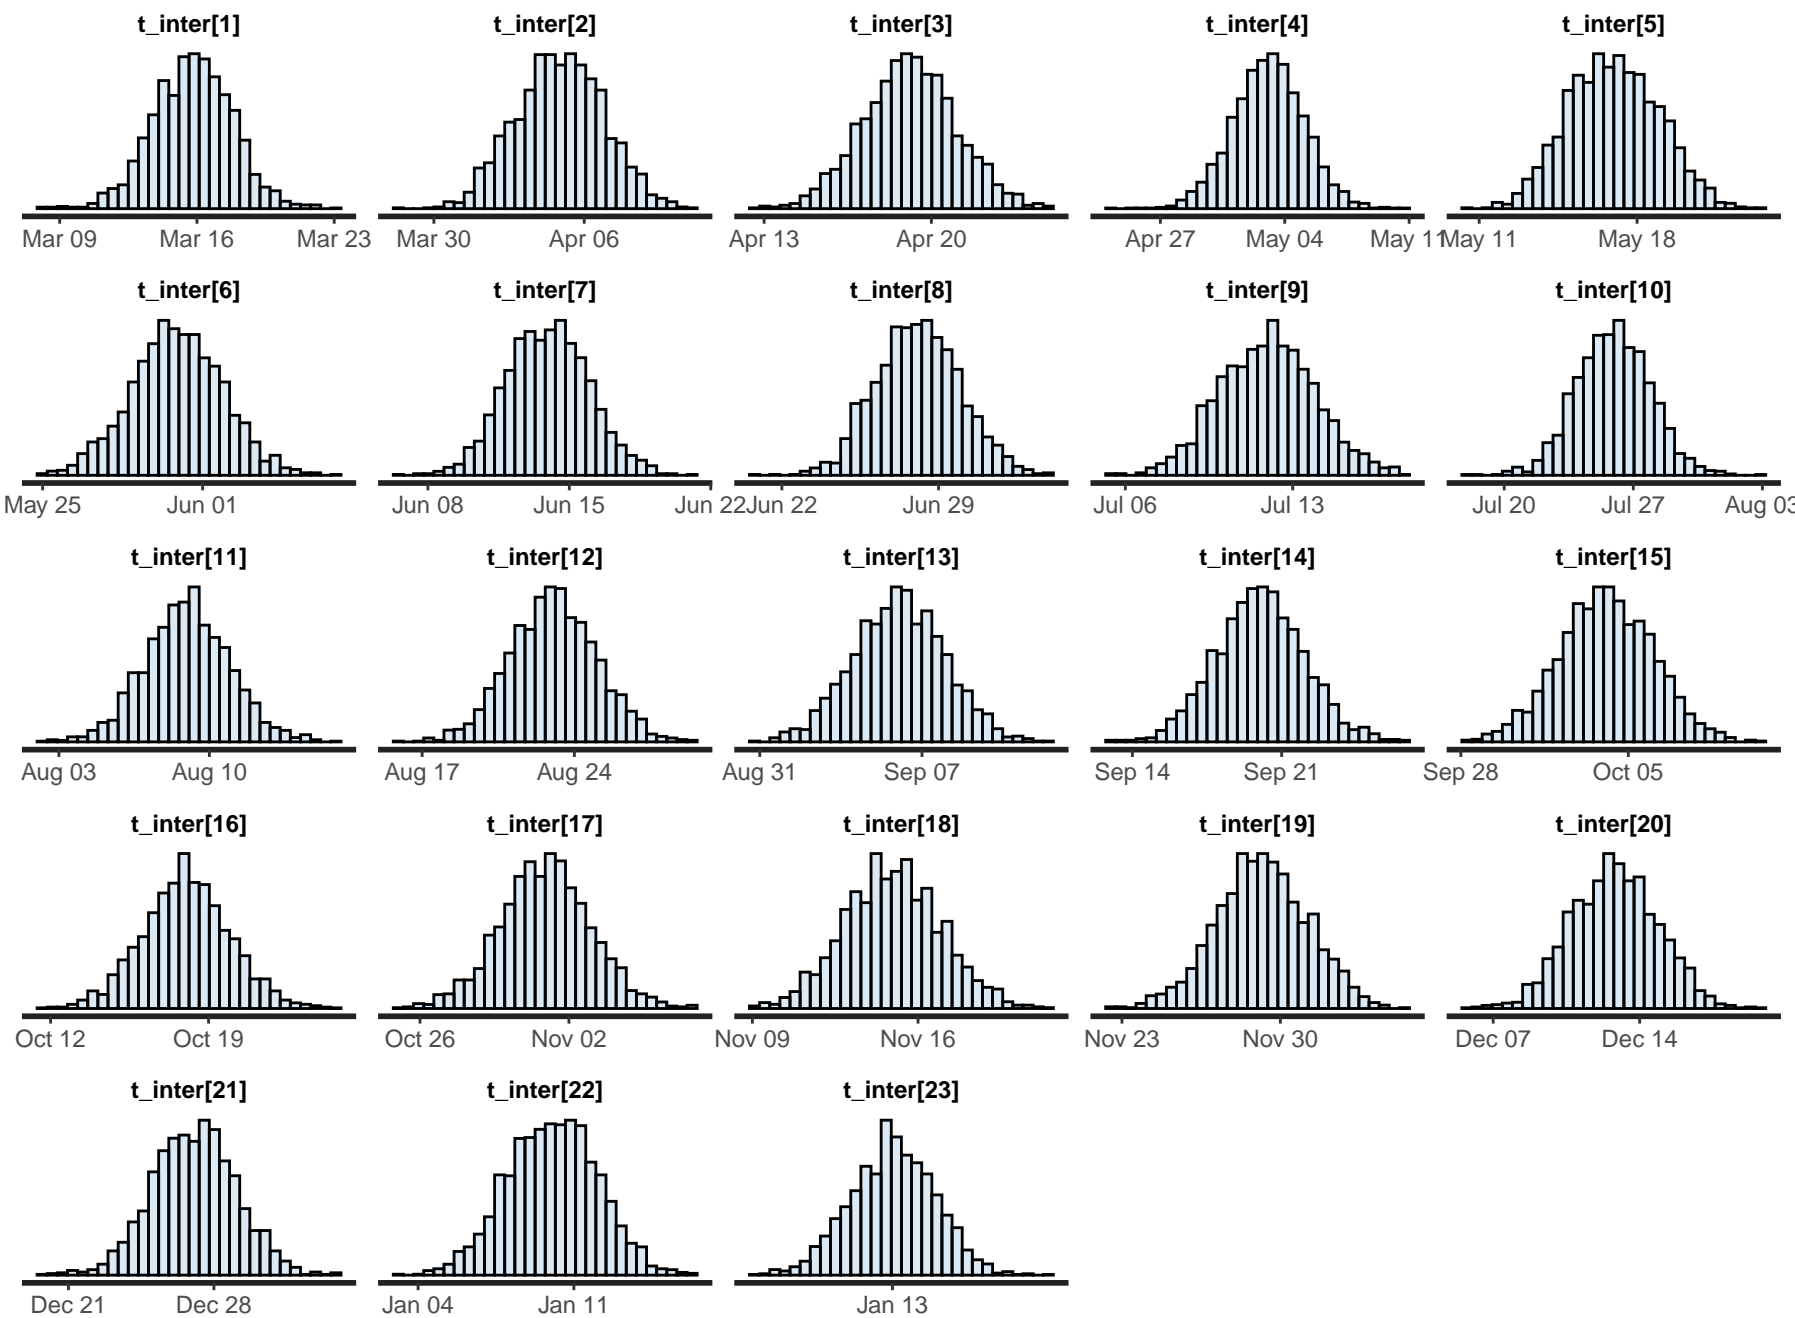 t_inter[1] t_inter[2] t_inter[3] t_inter[4] t_inter[5]
Mar 09 Mar 16 Mar 23 Mar 30 Apr 06 Apr 13 Apr 20 Apr 27 May 04 May 11 May 11 May 18
t_inter[6] t_inter[7] t_inter[8] t_inter[9] t_inter[10]
May 25 Jun 01 Jun 08 Jun 15 Jun 22 Jun 22 Jun 29 Jul 06 Jul 13 Jul 20 Jul 27 Aug 03
t_inter[11] t_inter[12] t_inter[13] t_inter[14] t_inter[15]
Aug 03 Aug 10 Aug 17 Aug 24 Aug 31 Sep 07 Sep 14 Sep 21 Sep 28 Oct 05
t_inter[16] t_inter[17] t_inter[18] t_inter[19] t_inter[20]
Oct 12 Oct 19 Oct 26 Nov 02 Nov 09 Nov 16 Nov 23 Nov 30 Dec 07 Dec 14
t_inter[21] t_inter[22] t_inter[23]
Dec 21 Dec 28 Jan 04 Jan 11 Jan 13